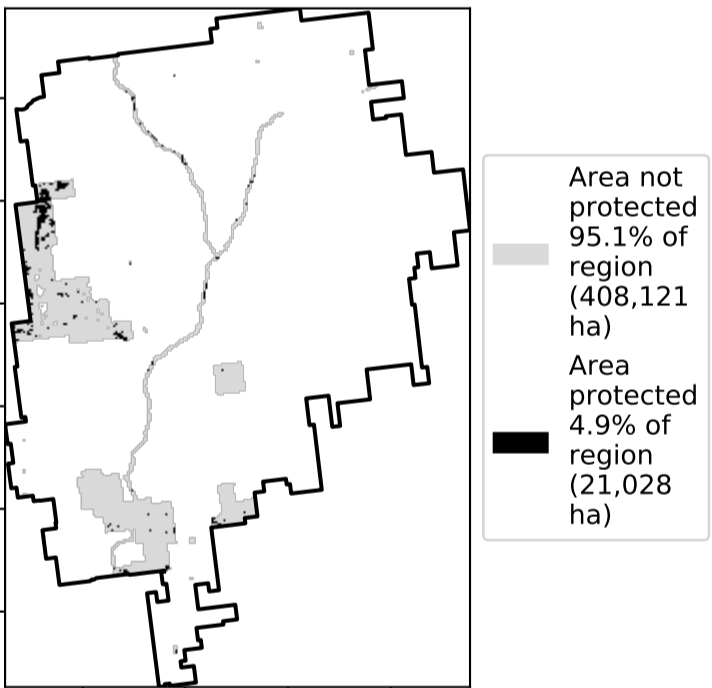 Area not
protected
95.1% of
region
(408,121
ha)
Area
protected
4.9% of
region
(21,028
ha)